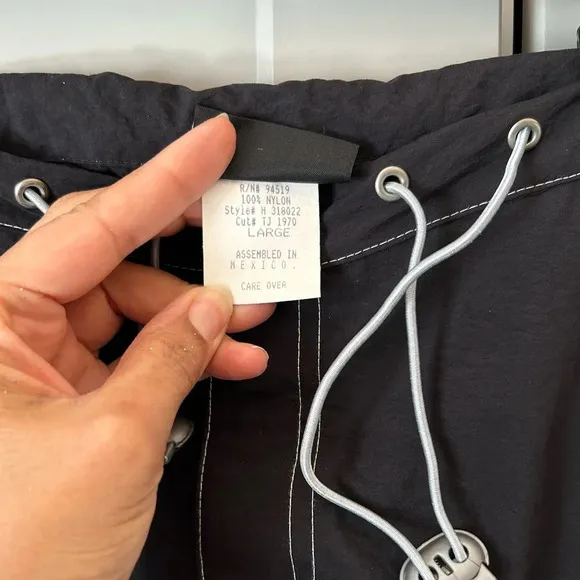 R/N# 94519
100% NYLON
Style# H 318022
Cut# TJ 1970
LARGE
ASSEMBLED IN
MEXICO.
CARE OVER